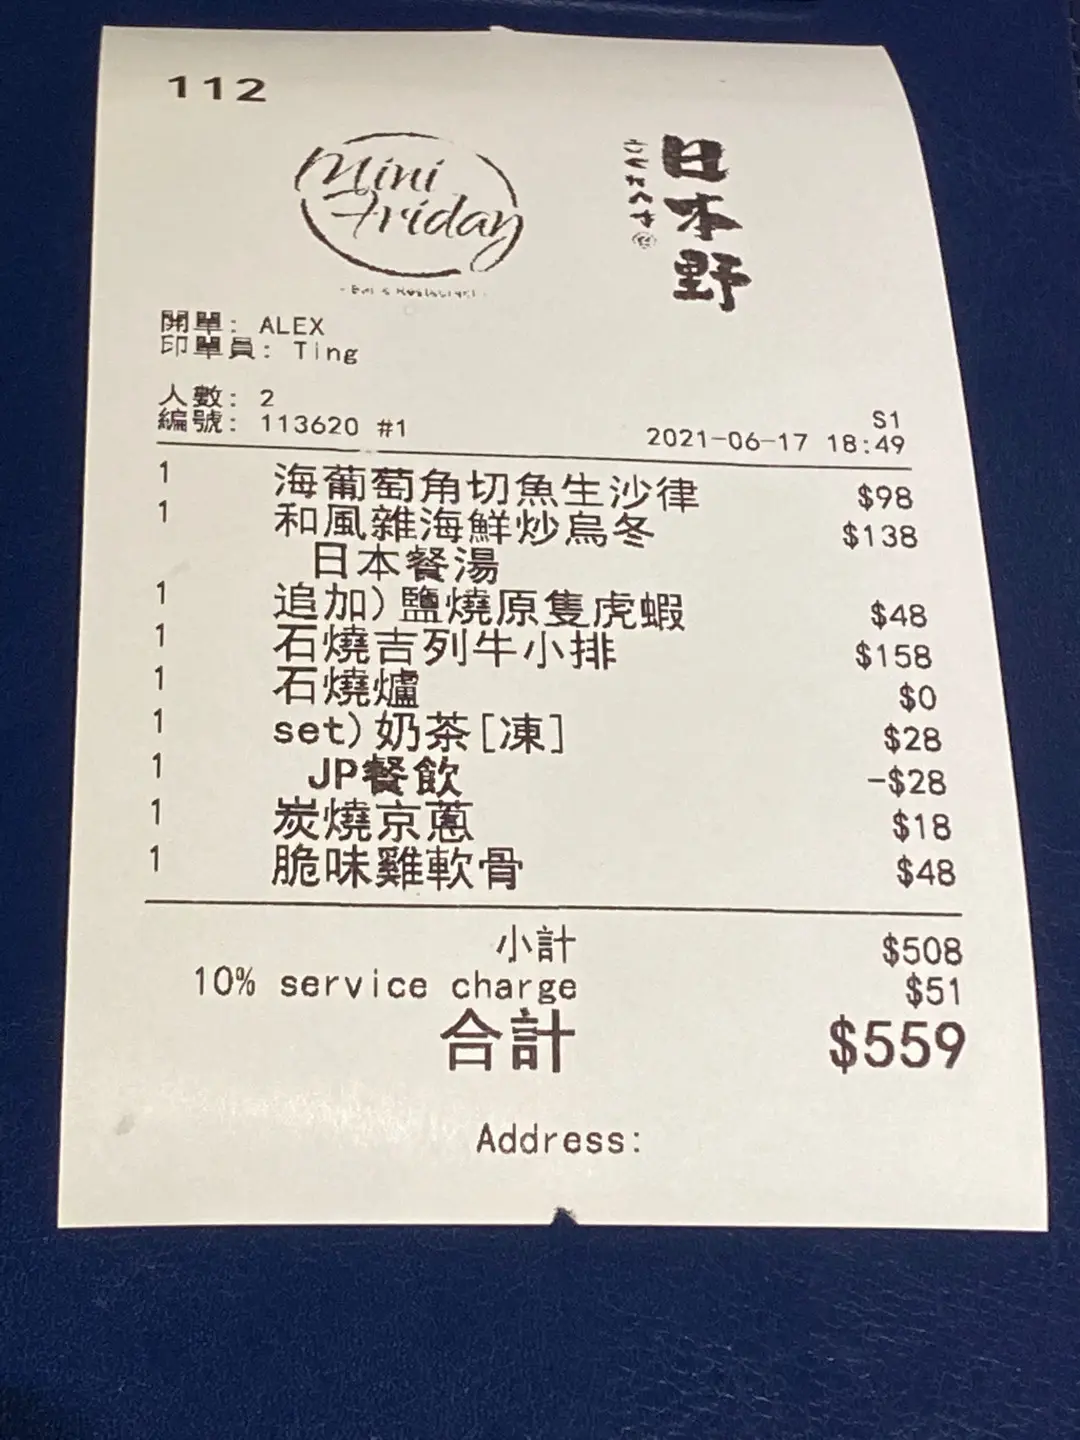 112
Mini
Friday
日本野
開單: ALEX
印單員: Ting
人數: 2
S1
編號: 113620 #1 2021-06-17 18:49
1 海葡萄角切魚生沙律 $98
1 和風雜海鮮炒烏冬 $138
日本餐湯
1 追加)鹽燒原隻虎蝦 $48
1 石燒吉列牛小排 $158
1 石燒爐 $0
1 set)奶茶[凍] $28
1 JP餐飲 -$28
1 炭燒京蔥 $18
1 脆味雞軟骨 $48
小計 $508
10% service charge $51
合計 $559
Address: